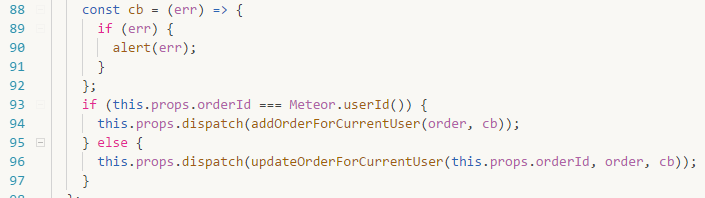 88 const cb = (err) => {
89 if (err) {
90 alert(err);
91 }
92 };
93 if (this.props.orderId === Meteor.userId()) {
94 this.props.dispatch(addOrderForCurrentUser(order, cb));
95 } else {
96 this.props.dispatch(updateOrderForCurrentUser(this.props.orderId, order, cb));
97 }